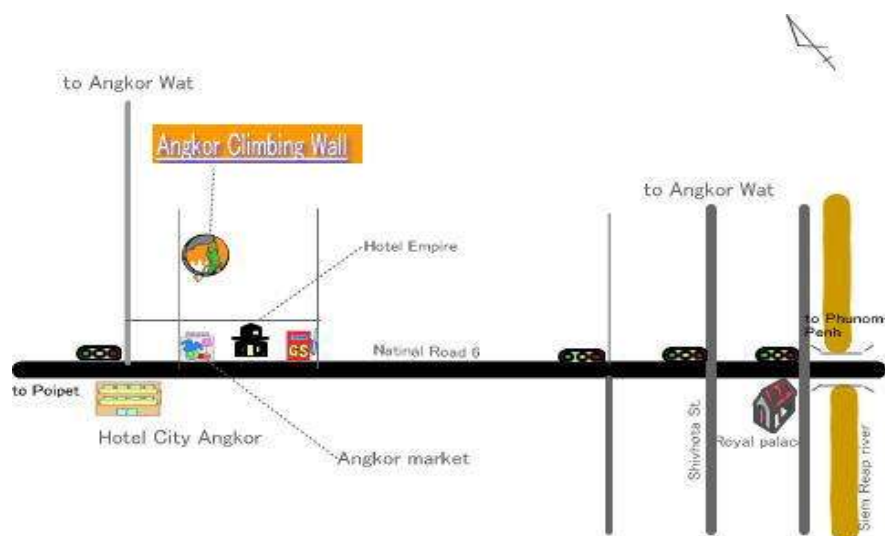 to Angkor Wat
Angkor Climbing Wall
to Angkor Wat
Hotel Empire
to Phunom
Penh
GS
Natinal Road 6
to Poipet
Hotel City Angkor
Angkor market
Shivhota St.
Royal palac
Siem Reap river